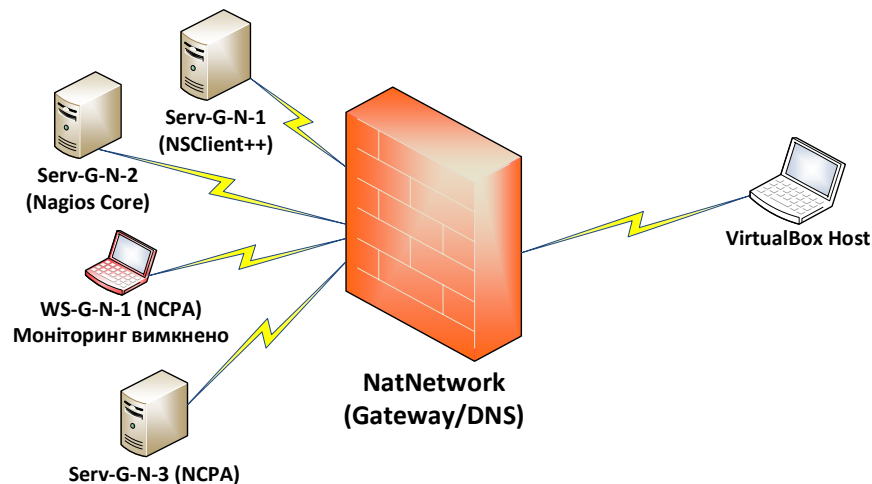 Serv-G-N-1
(NSClient++)
Serv-G-N-2
(Nagios Core)
WS-G-N-1 (NCPA)
Моніторинг вимкнено
Serv-G-N-3 (NCPA)
NatNetwork
(Gateway/DNS)
VirtualBox Host